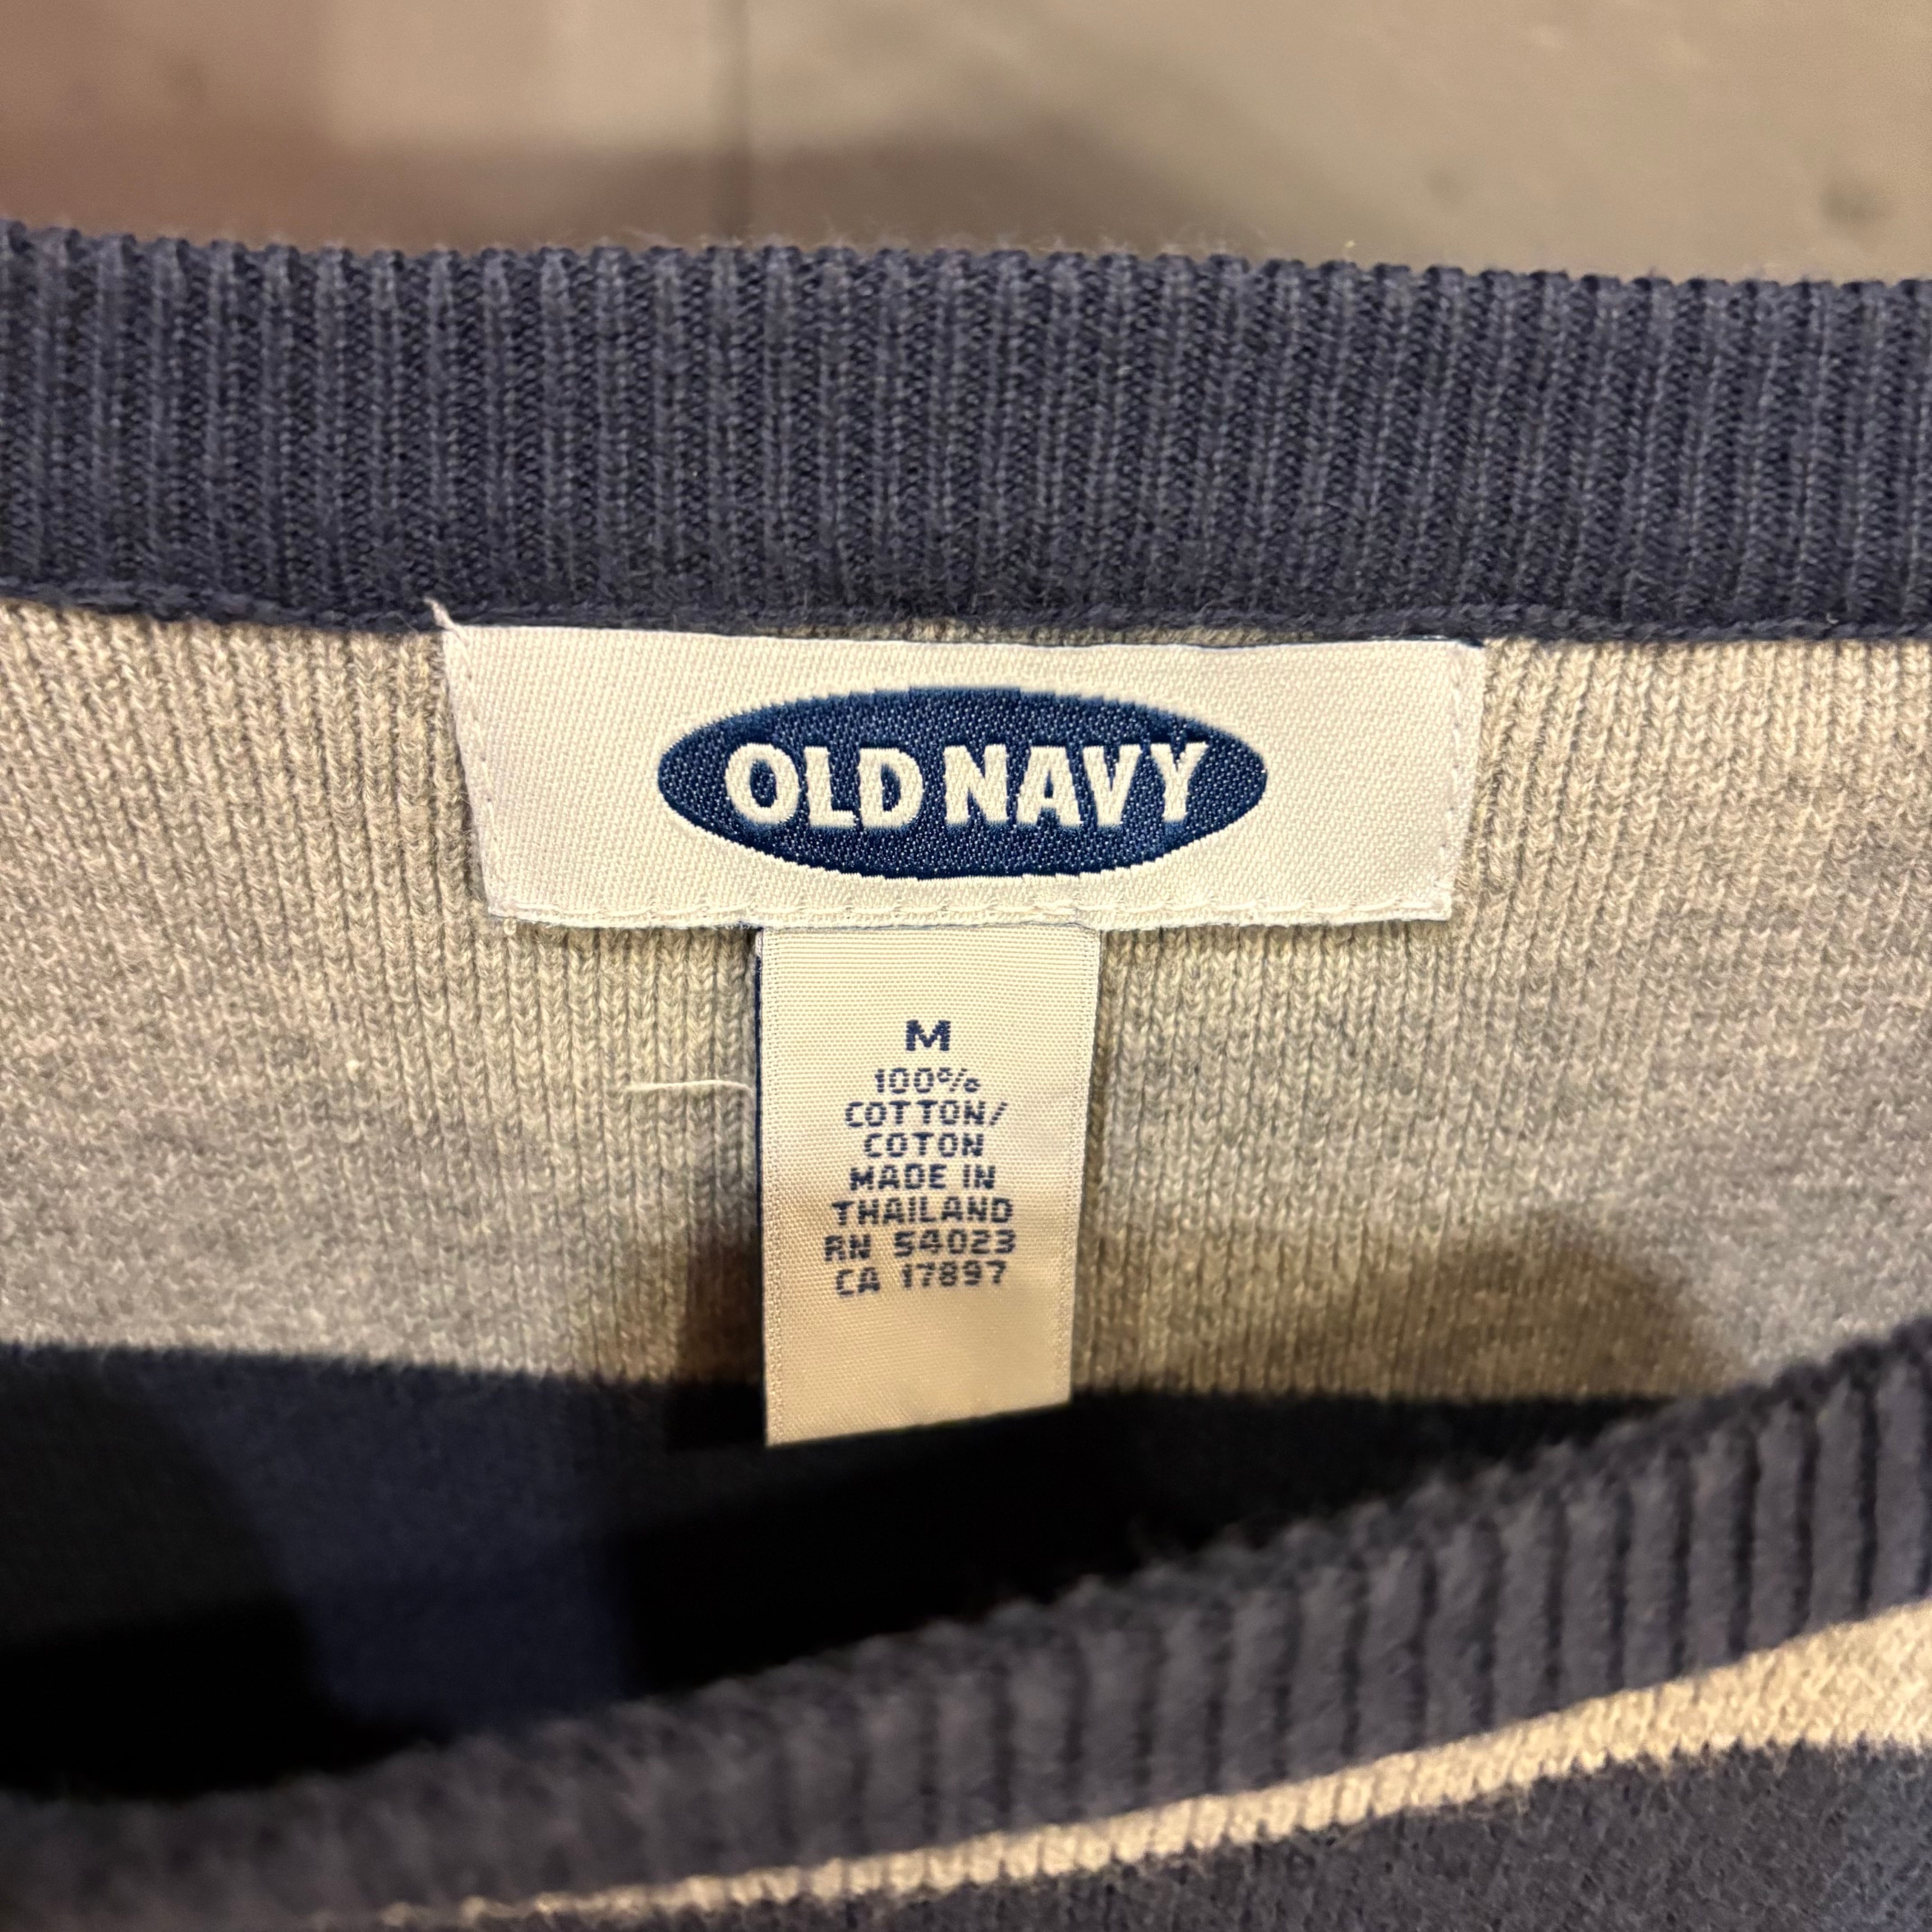 OLD NAVY
M
100%
COTTON/
COTON
MADE IN
THAILAND
RN 54023
CA 17897